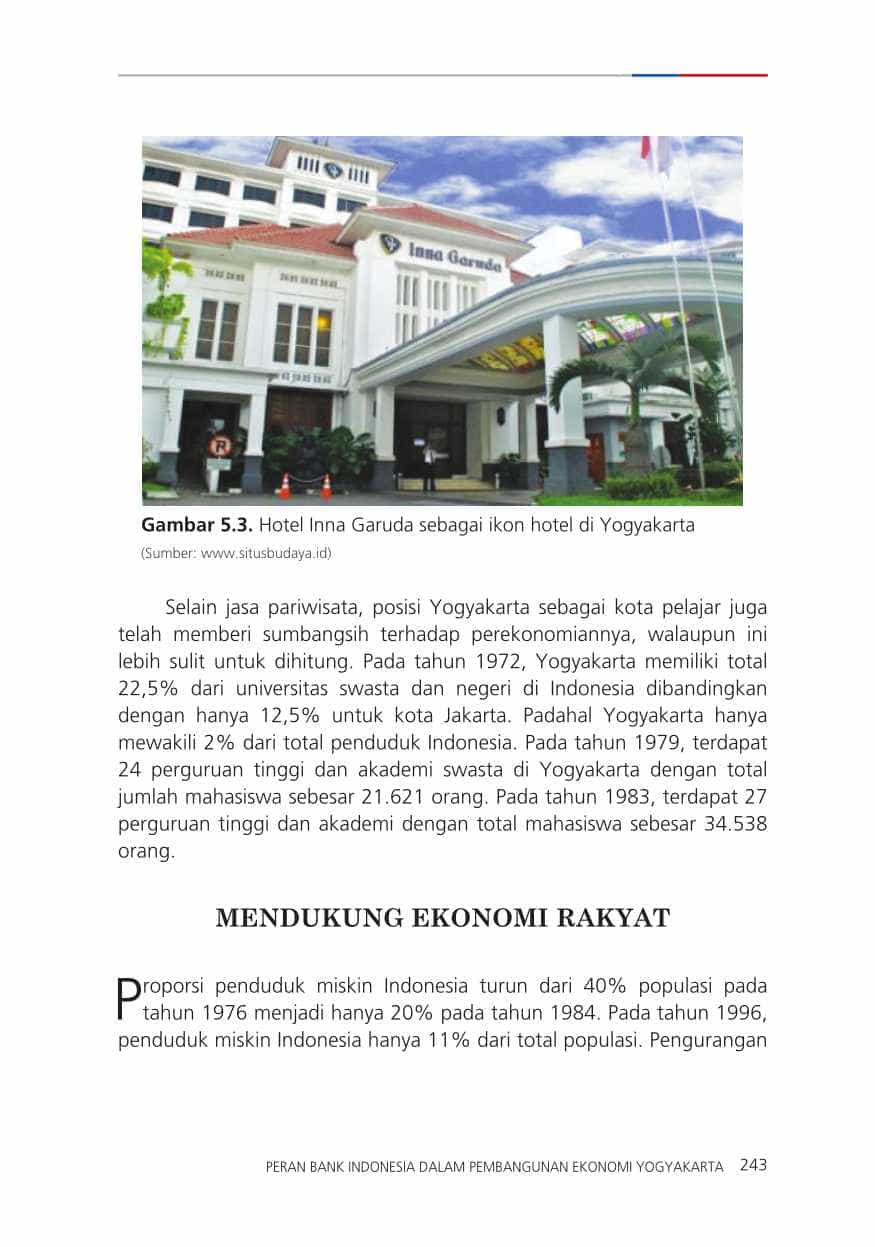 Inna Garuda
R
Gambar 5.3. Hotel Inna Garuda sebagai ikon hotel di Yogyakarta
(Sumber: www.situsbudaya.id)
Selain jasa pariwisata, posisi Yogyakarta sebagai kota pelajar juga
telah memberi sumbangsih terhadap perekonomiannya, walaupun ini
lebih sulit untuk dihitung. Pada tahun 1972, Yogyakarta memiliki total
22,5% dari universitas swasta dan negeri di Indonesia dibandingkan
dengan hanya 12,5% untuk kota Jakarta. Padahal Yogyakarta hanya
mewakili 2% dari total penduduk Indonesia. Pada tahun 1979, terdapat
24 perguruan tinggi dan akademi swasta di Yogyakarta dengan total
jumlah mahasiswa sebesar 21.621 orang. Pada tahun 1983, terdapat 27
perguruan tinggi dan akademi dengan total mahasiswa sebesar 34.538
orang.
MENDUKUNG EKONOMI RAKYAT
Proporsi penduduk miskin Indonesia turun dari 40% populasi pada
tahun 1976 menjadi hanya 20% pada tahun 1984. Pada tahun 1996,
penduduk miskin Indonesia hanya 11% dari total populasi. Pengurangan
PERAN BANK INDONESIA DALAM PEMBANGUNAN EKONOMI YOGYAKARTA 243